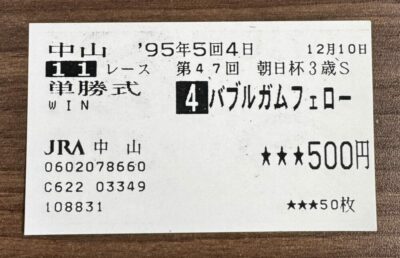 中山 '95年5回4日 12月10日
11レース 第47回 朝日杯3歳S
単勝式
WIN
4 バブルガムフェロー
JRA 中山 ★★★500円
0602078660
C622 03349
108831 ★★★50枚